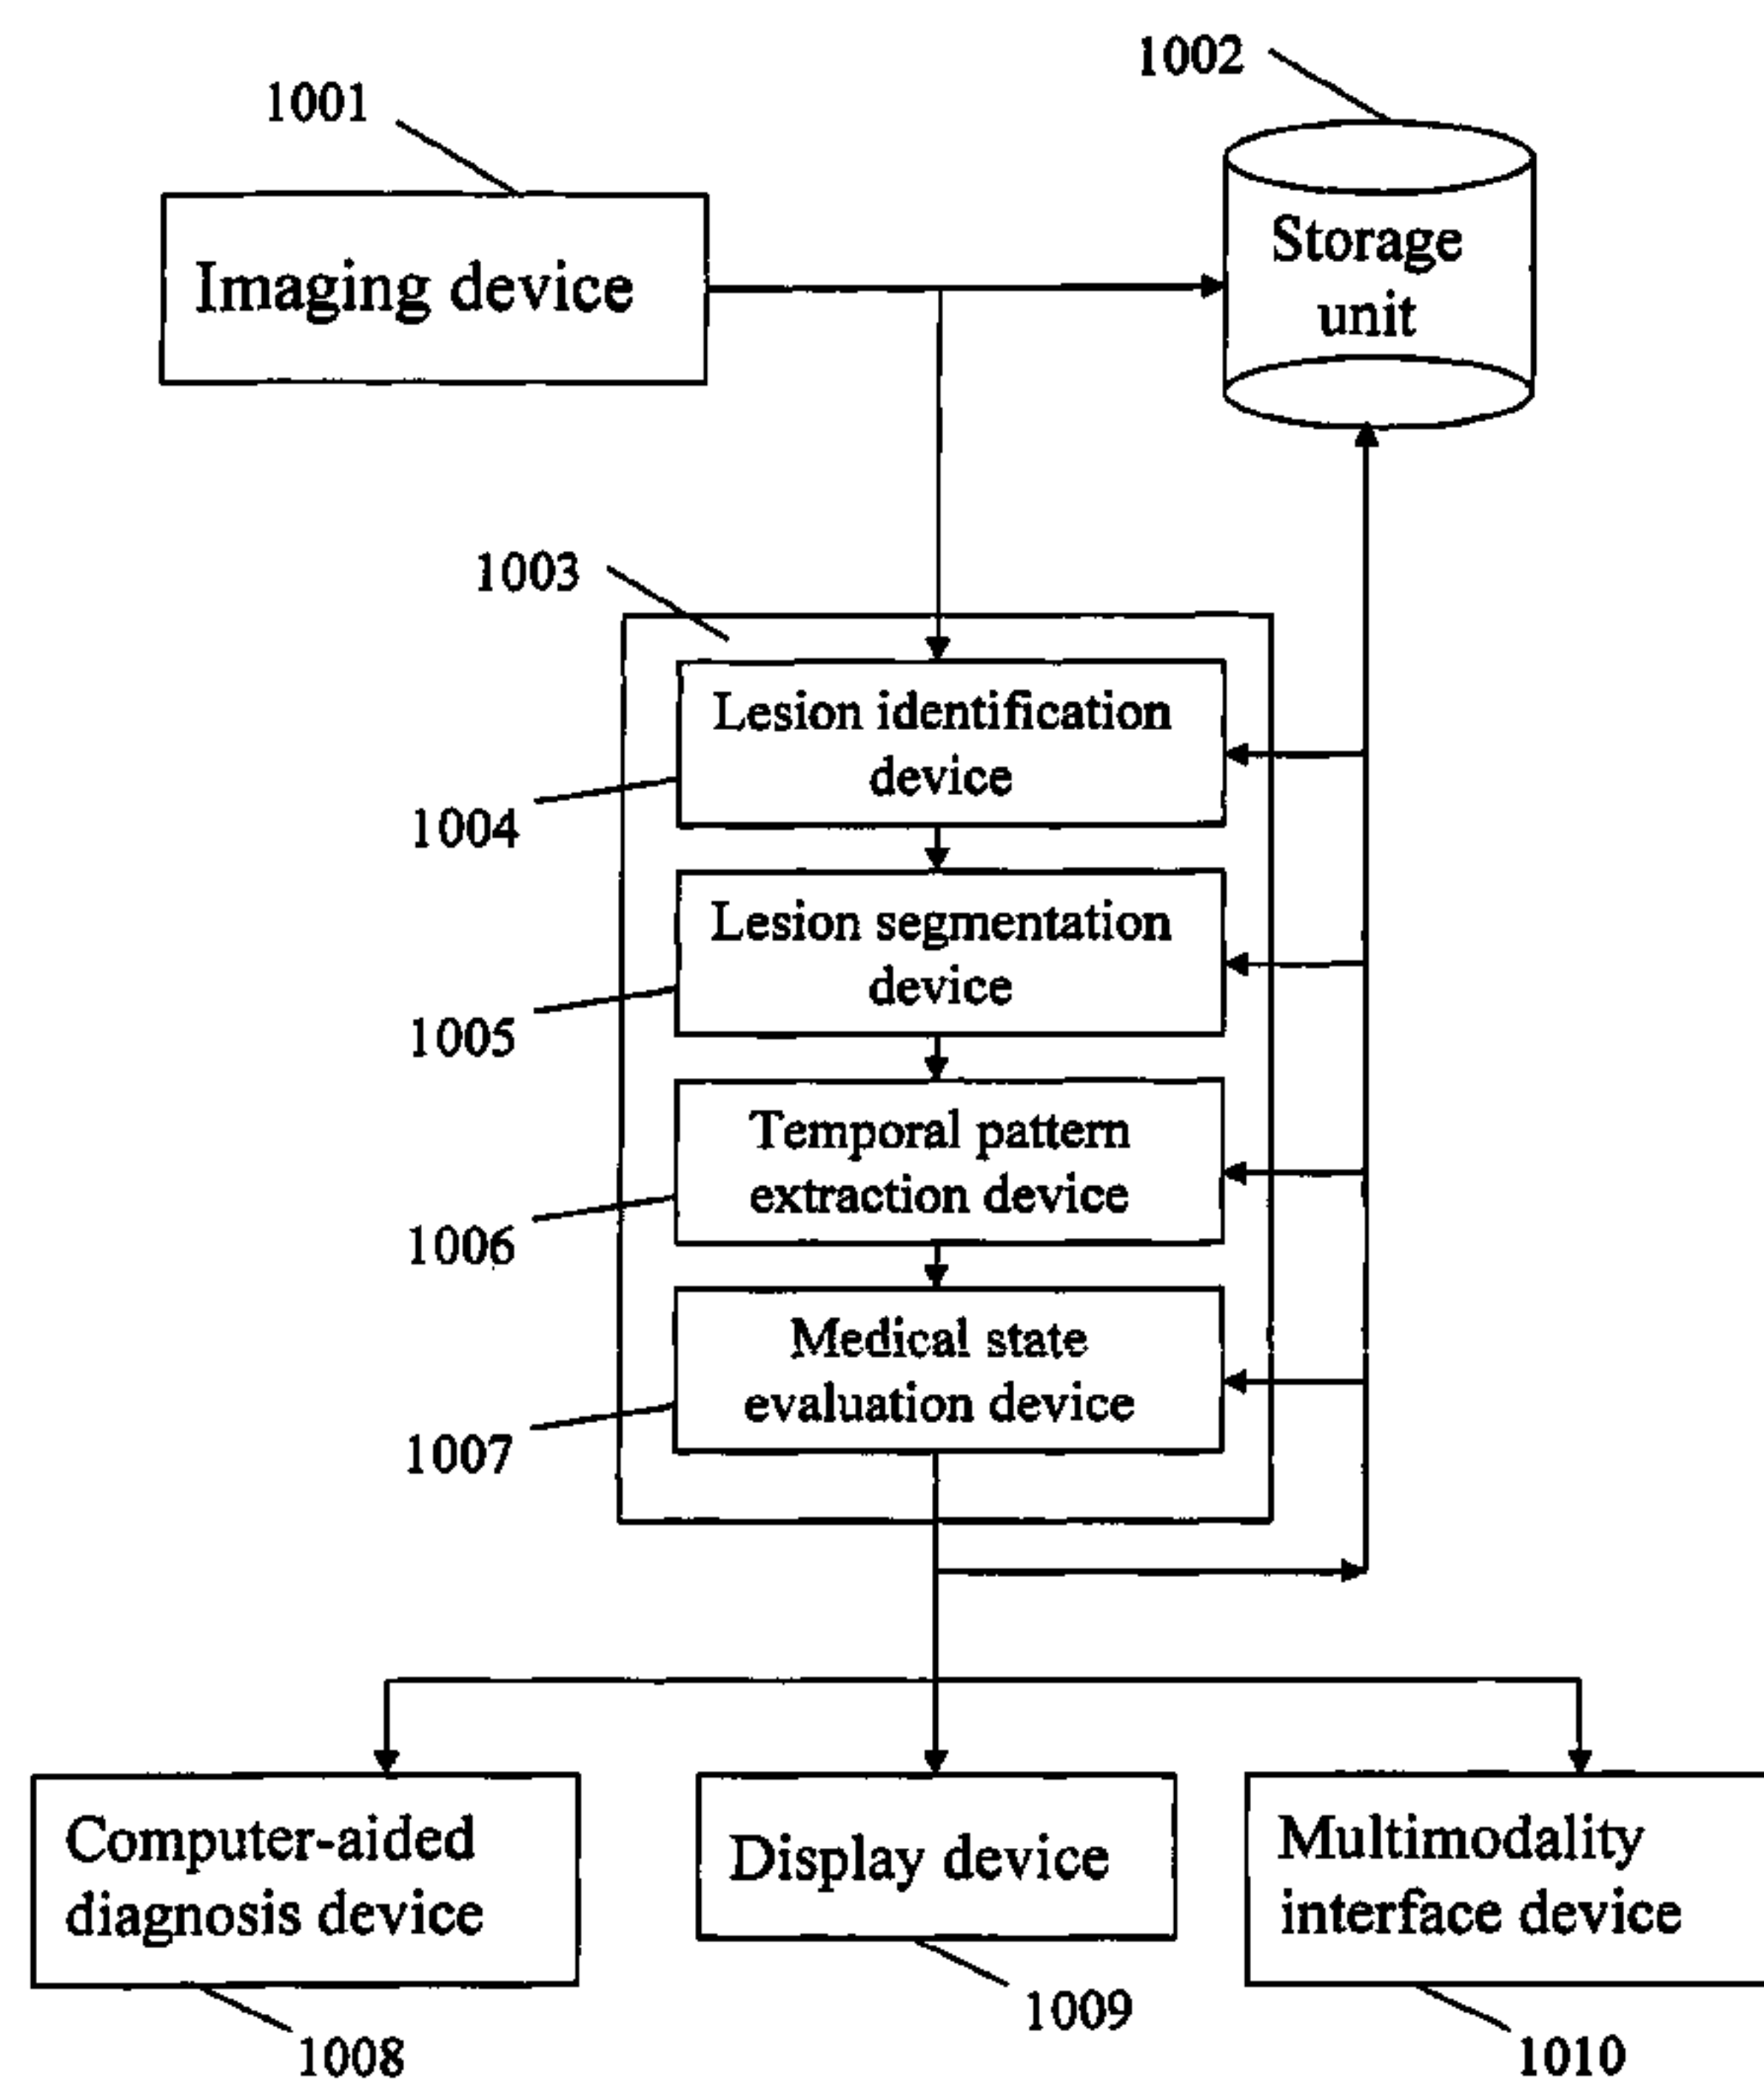 1002
1001
Storage
unit
Imaging device
1003
Lesion identification
device
1004
Lesion segmentation
device
1005
Temporal pattern
extraction device
1006
Medical state
evaluation device
1007
Computer-aided
diagnosis device
Display device
Multimodality
interface device
1009
1008
1010